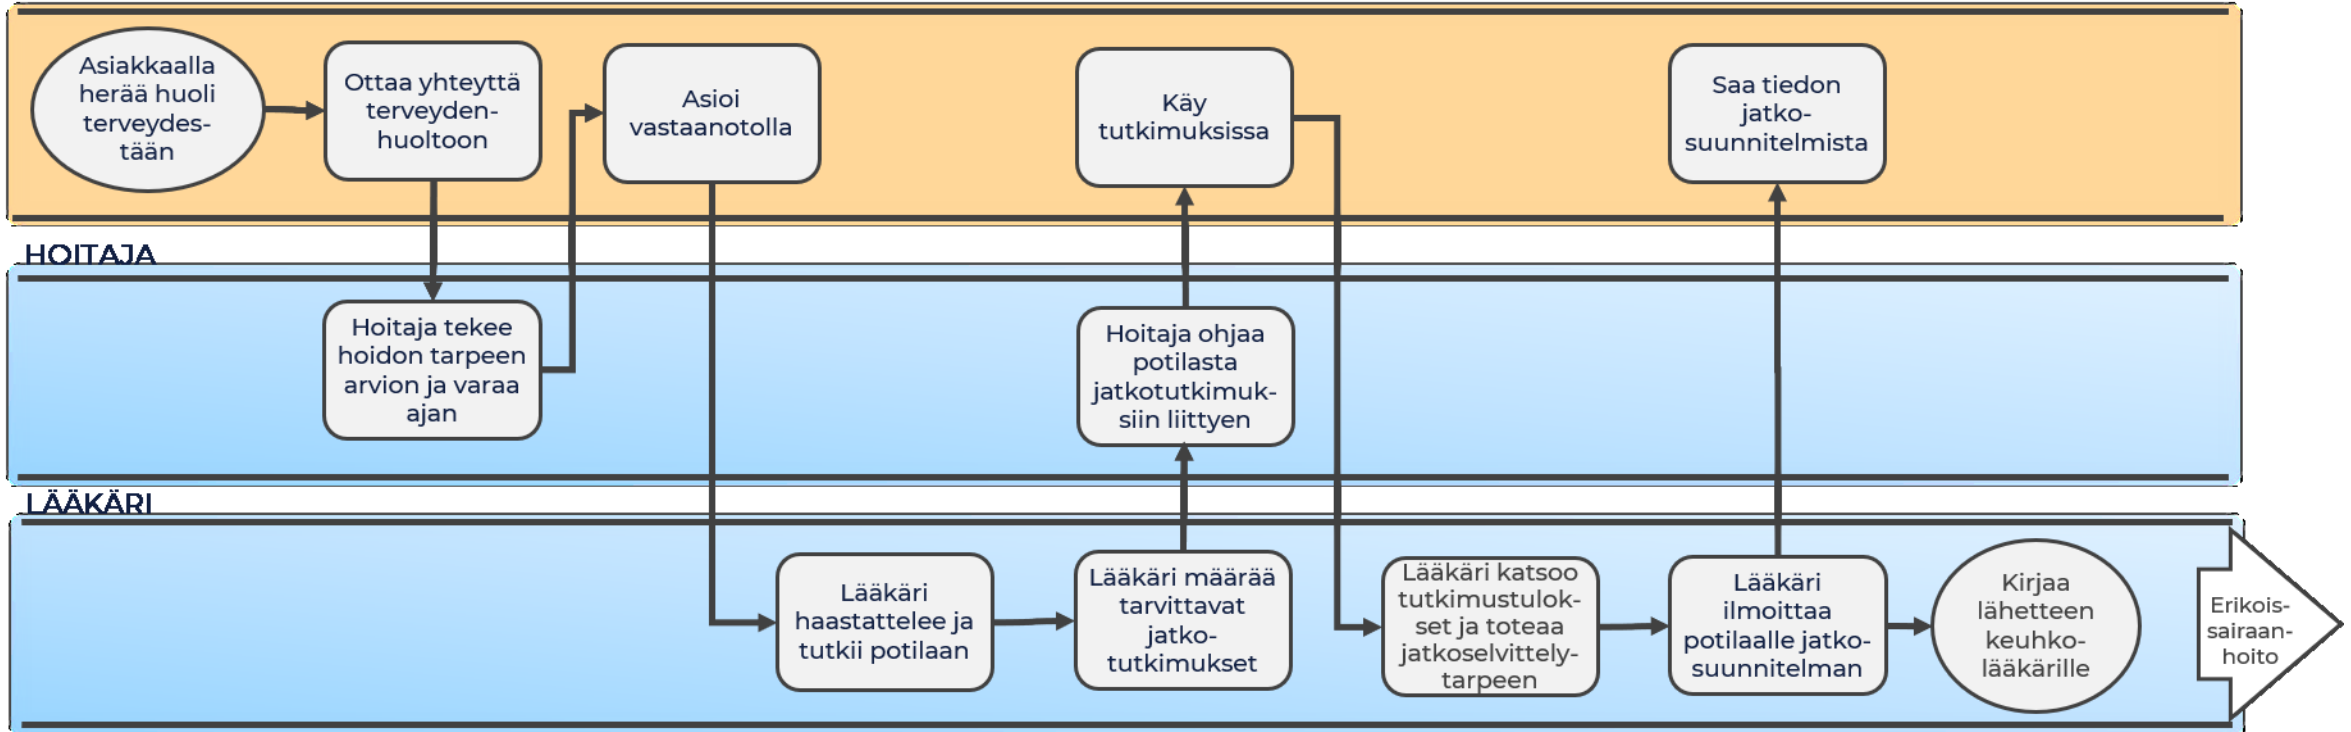 Asiakkaalla
herää huoli
terveydes-
tään
Ottaa yhteyttä
terveyden-
huoltoon
Asioi
vastaanotolla
Käy
tutkimuksissa
Saa tiedon
jatko-
suunnitelmista
HOITAJA
Hoitaja tekee
hoidon tarpeen
arvion ja varaa
ajan
Hoitaja ohjaa
potilasta
jatkotutkimuk-
siin liittyen
LÄÄKÄRI
Lääkäri
haastattelee ja
tutkii potilaan
Lääkäri määrää
tarvittavat
jatko-
tutkimukset
Lääkäri katsoo
tutkimustulok-
set ja toteaa
jatkoselvittely-
tarpeen
Lääkäri
ilmoittaa
potilaalle jatko-
suunnitelman
Kirjaa
lähetteen
keuhko-
lääkärille
Erikois-
sairaan-
hoito